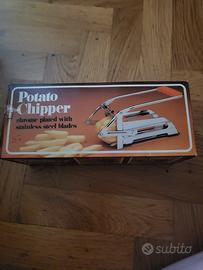 Potato
Chipper
chrome plated with
stainless steel blades
subito